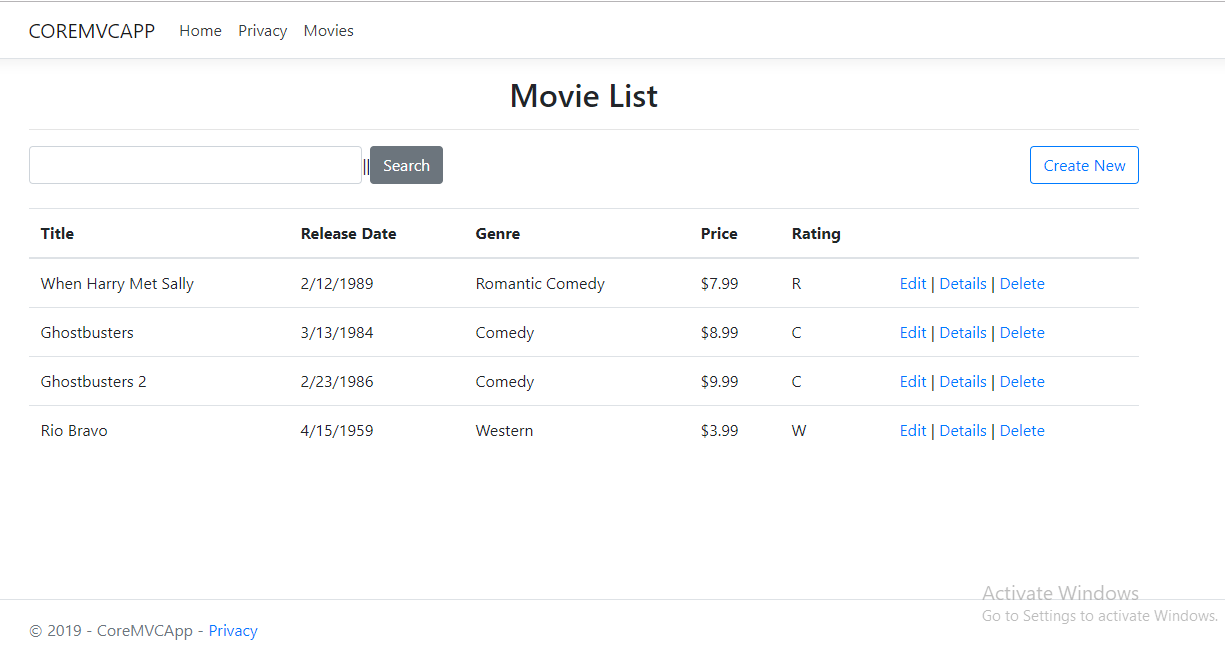 COREMVCAPP Home Privacy Movies
Movie List
|| Search Create New
Title Release Date Genre Price Rating
When Harry Met Sally 2/12/1989 Romantic Comedy $7.99 R Edit | Details | Delete
Ghostbusters 3/13/1984 Comedy $8.99 C Edit | Details | Delete
Ghostbusters 2 2/23/1986 Comedy $9.99 C Edit | Details | Delete
Rio Bravo 4/15/1959 Western $3.99 W Edit | Details | Delete
Activate Windows
Go to Settings to activate Windows.
© 2019 - CoreMVCApp - Privacy